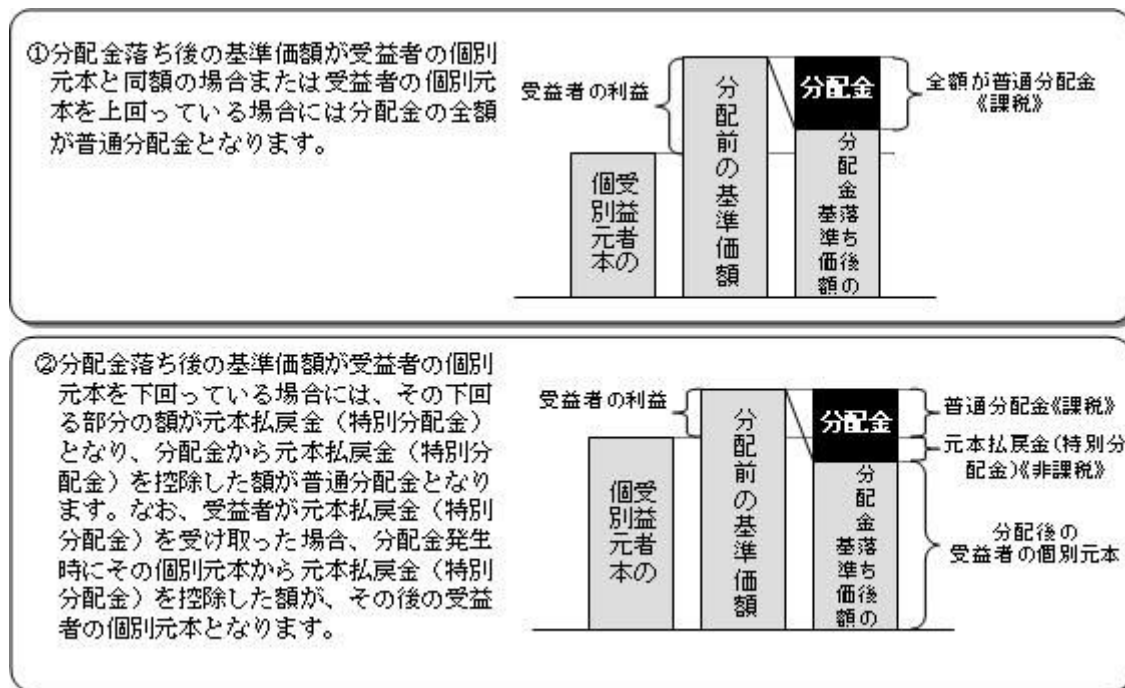 ①分配金落ち後の基準価額が受益者の個別
元本と同額の場合または受益者の個別元
本を上回っている場合には分配金の全額
が普通分配金となります。
受益者の利益
受益者の
個別元本
分配前の基準価額
分配金
分配金落ち後の
基準価額
全額が普通分配金
《課税》
②分配金落ち後の基準価額が受益者の個別
元本を下回っている場合には、その下回
る部分の額が元本払戻金（特別分配金）
となり、分配金から元本払戻金（特別分
配金）を控除した額が普通分配金となり
ます。なお、受益者が元本払戻金（特別
分配金）を受け取った場合、分配金発生
時にその個別元本から元本払戻金（特別
分配金）を控除した額が、その後の受益
者の個別元本となります。
受益者の利益
受益者の
個別元本
分配前の基準価額
分配金
分配金落ち後の
基準価額
普通分配金《課税》
元本払戻金(特別分
配金)《非課税》
分配後の
受益者の個別元本